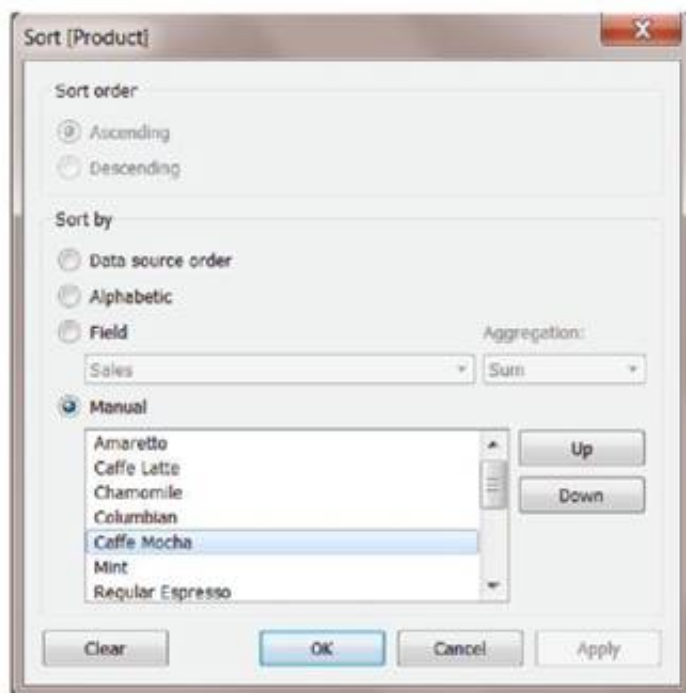 Sort [Product]
Sort order
Ascending
Descending
Sort by
Data source order
Alphabetic
Field
Aggregation:
Sales
Sum
Manual
Amaretto
Caffe Latte
Chamomile
Columbian
Caffe Mocha
Mint
Regular Espresso
Up
Down
Clear
OK
Cancel
Apply